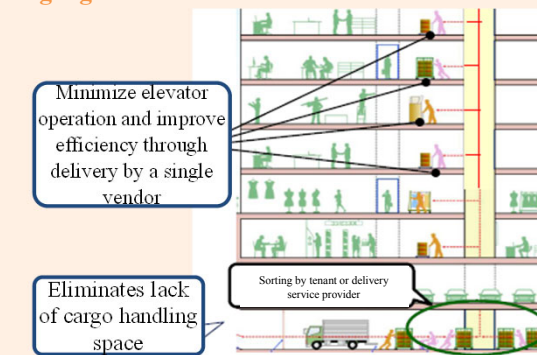 Minimize elevator
operation and improve
efficiency through
delivery by a single
vendor
Sorting by tenant or delivery
service provider
Eliminates lack
of cargo handling
space